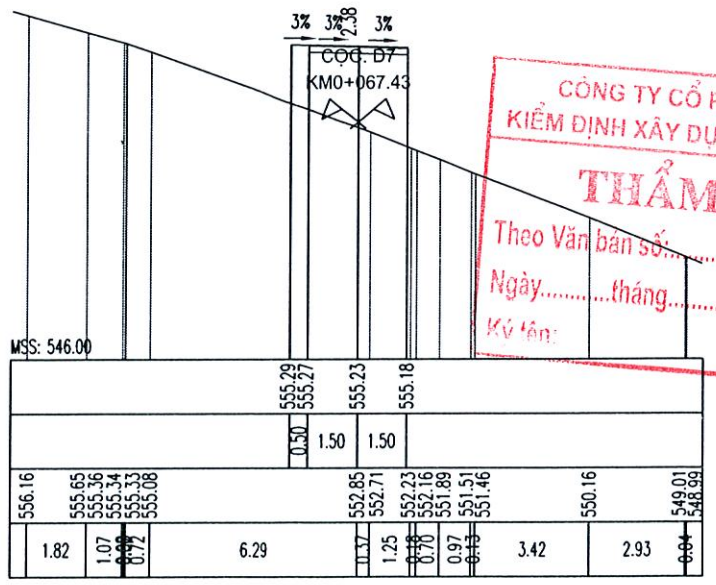 3% 3% 2.38 3%
CỌC: D7
KM0+067.43
CÔNG TY CỔ
KIỂM ĐỊNH XÂY DỰ
THẨM
Theo Văn bản số:
Ngày............tháng
Ký tên:
MSS: 546.00
555.29 555.27 555.23 555.18
0.50 1.50 1.50
556.16 555.65 555.36 555.34 555.33 555.08 552.85 552.71 552.23 552.16 551.89 551.51 551.46 550.16 549.01 548.99
1.82 1.07 0.72 6.29 0.37 1.25 0.18 0.70 0.97 0.13 3.42 2.93 0.04